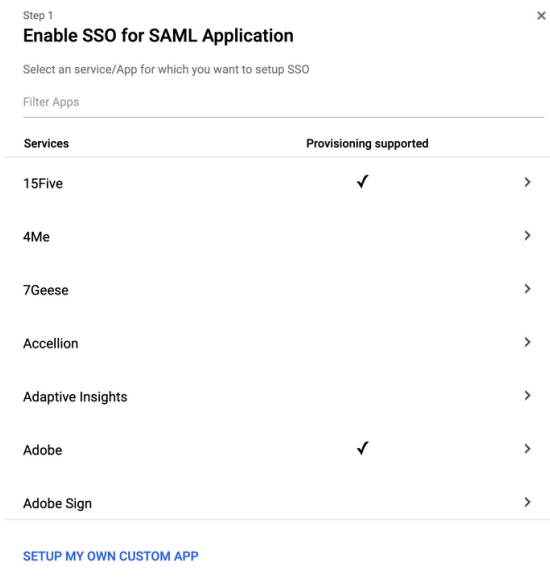 Step 1
Enable SSO for SAML Application
Select an service/App for which you want to setup SSO
Filter Apps
Services Provisioning supported
15Five
4Me
7Geese
Accellion
Adaptive Insights
Adobe
Adobe Sign
SETUP MY OWN CUSTOM APP